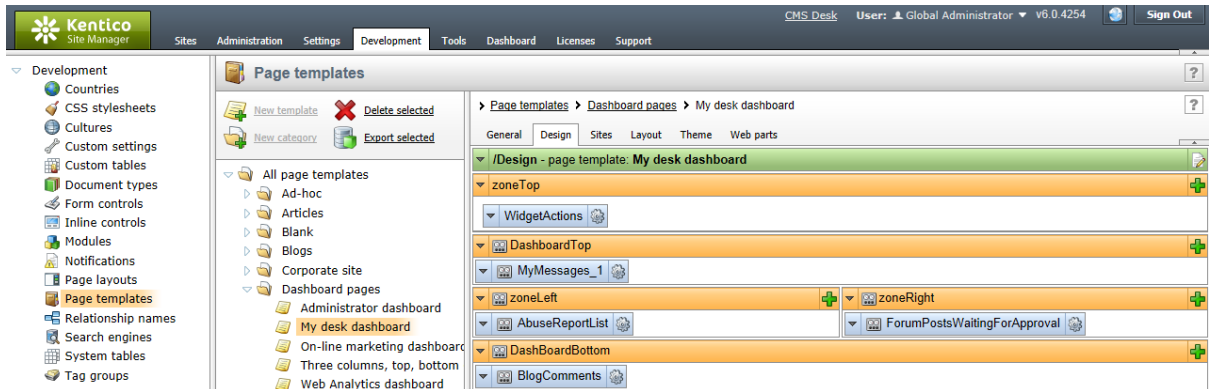 CMS Desk User: Global Administrator v6.0.4254 Sign Out
Kentico
Site Manager
Sites Administration Settings Development Tools Dashboard Licenses Support
Development
Countries
CSS stylesheets
Cultures
Custom settings
Custom tables
Document types
Form controls
Inline controls
Modules
Notifications
Page layouts
Page templates
Relationship names
Search engines
System tables
Tag groups
Page templates ?
New template Delete selected
New category Export selected
All page templates
Ad-hoc
Articles
Blank
Blogs
Corporate site
Dashboard pages
Administrator dashboard
My desk dashboard
On-line marketing dashboard
Three columns, top, bottom
Web Analytics dashboard
> Page templates > Dashboard pages > My desk dashboard ?
General Design Sites Layout Theme Web parts
/Design - page template: My desk dashboard
zoneTop
WidgetActions
DashboardTop
MyMessages_1
zoneLeft zoneRight
AbuseReportList ForumPostsWaitingForApproval
DashBoardBottom
BlogComments